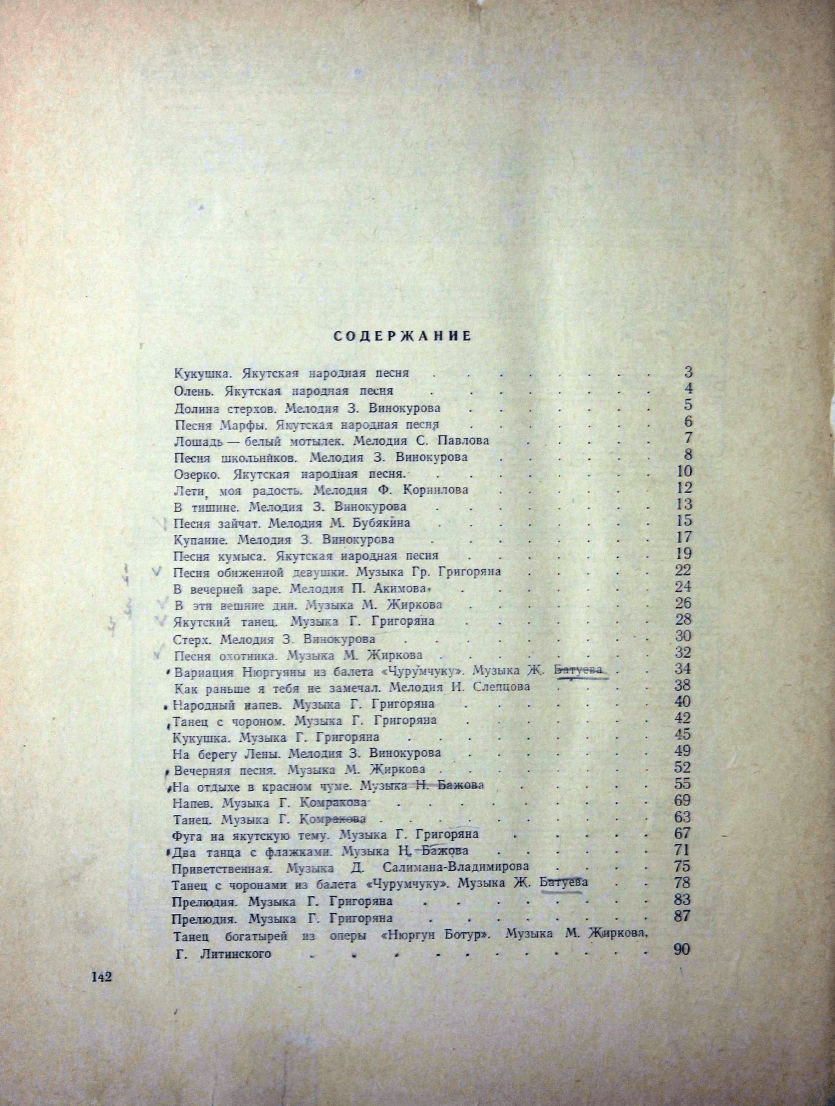 СОДЕРЖАНИЕ
Кукушка. Якутская народная песня . . . . . . . . 3
Олень. Якутская народная песня . . . . . . . . 4
Долина стерхов. Мелодия З. Винокурова . . . . . . . 5
Песня Марфы. Якутская народная песня . . . . . . . 6
Лошадь — белый мотылек. Мелодия С. Павлова . . . . . 7
Песня школьников. Мелодия З. Винокурова . . . . . . 8
Озерко. Якутская народная песня. . . . . . . . . 10
Лети, моя радость. Мелодия Ф. Корнилова . . . . . . 12
В тишине. Мелодия З. Винокурова . . . . . . . . 13
Песня зайчат. Мелодия М. Бубякина . . . . . . . . 15
Купание. Мелодия З. Винокурова . . . . . . . . 17
Песня кумыса. Якутская народная песня . . . . . . . 19
Песня обиженной девушки. Музыка Гр. Григоряна . . . . . 22
В вечерней заре. Мелодия П. Акимова. . . . . . . . 24
В эти вешние дни. Музыка М. Жиркова . . . . . . . 26
Якутский танец. Музыка Г. Григоряна . . . . . . . 28
Стерх. Мелодия З. Винокурова . . . . . . . . . 30
Песня охотника. Музыка М. Жиркова . . . . . . . . 32
Вариация Нюргуяны из балета «Чурумчуку». Музыка Ж. Батуева . . 34
Как раньше я тебя не замечал. Мелодия И. Слепцова . . . . 38
Народный напев. Музыка Г. Григоряна . . . . . . . 40
Танец с чороном. Музыка Г. Григоряна . . . . . . . 42
Кукушка. Музыка Г. Григоряна . . . . . . . . . 45
На берегу Лены. Мелодия З. Винокурова . . . . . . . 49
Вечерняя песня. Музыка М. Жиркова . . . . . . . . 52
На отдыхе в красном чуме. Музыка Н. Бажова . . . . . 55
Напев. Музыка Г. Комракова . . . . . . . . . 69
Танец. Музыка Г. Комракова . . . . . . . . . 63
Фуга на якутскую тему. Музыка Г. Григоряна . . . . . 67
Два танца с флажками. Музыка Н. Бажова . . . . . . 71
Приветственная. Музыка Д. Салимана-Владимирова . . . . 75
Танец с чоронами из балета «Чурумчуку». Музыка Ж. Батуева . . 78
Прелюдия. Музыка Г. Григоряна . . . . . . . . 83
Прелюдия. Музыка Г. Григоряна . . . . . . . . 87
Танец богатырей из оперы «Нюргун Ботур». Музыка М. Жиркова,
Г. Литинского . . . . . . . . . . . 90
142